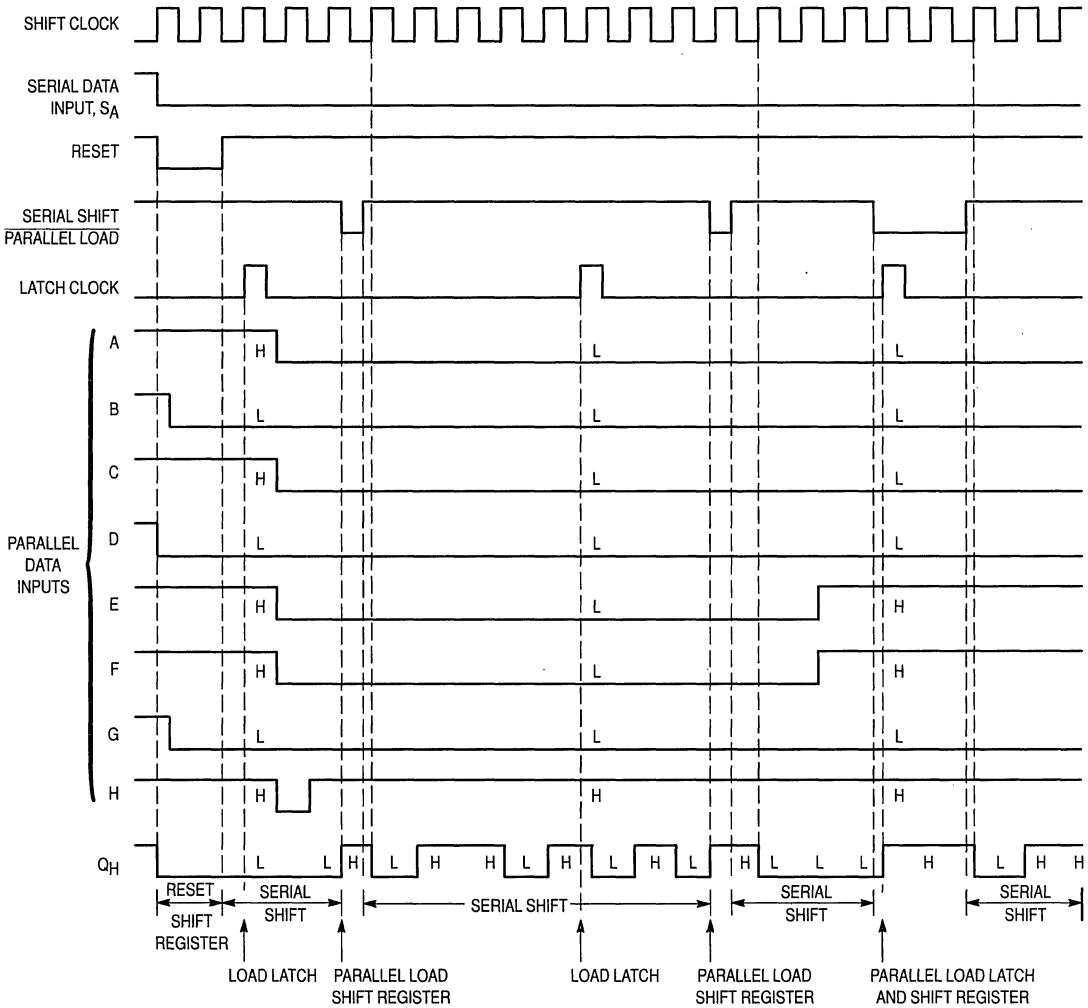 SHIFT CLOCK
SERIAL DATA
INPUT, SA
RESET
SERIAL SHIFT
PARALLEL LOAD
LATCH CLOCK
PARALLEL
DATA
INPUTS
A H L L
B L L L
C H L L
D L L L
E H L H
F H L H
G L L L
H H H H
QH L L H L H H L H L H L H L L L H L H H
RESET
SHIFT
REGISTER
SERIAL
SHIFT
SERIAL SHIFT
SERIAL
SHIFT
SERIAL
SHIFT
LOAD LATCH
PARALLEL LOAD
SHIFT REGISTER
LOAD LATCH
PARALLEL LOAD
SHIFT REGISTER
PARALLEL LOAD LATCH
AND SHIFT REGISTER